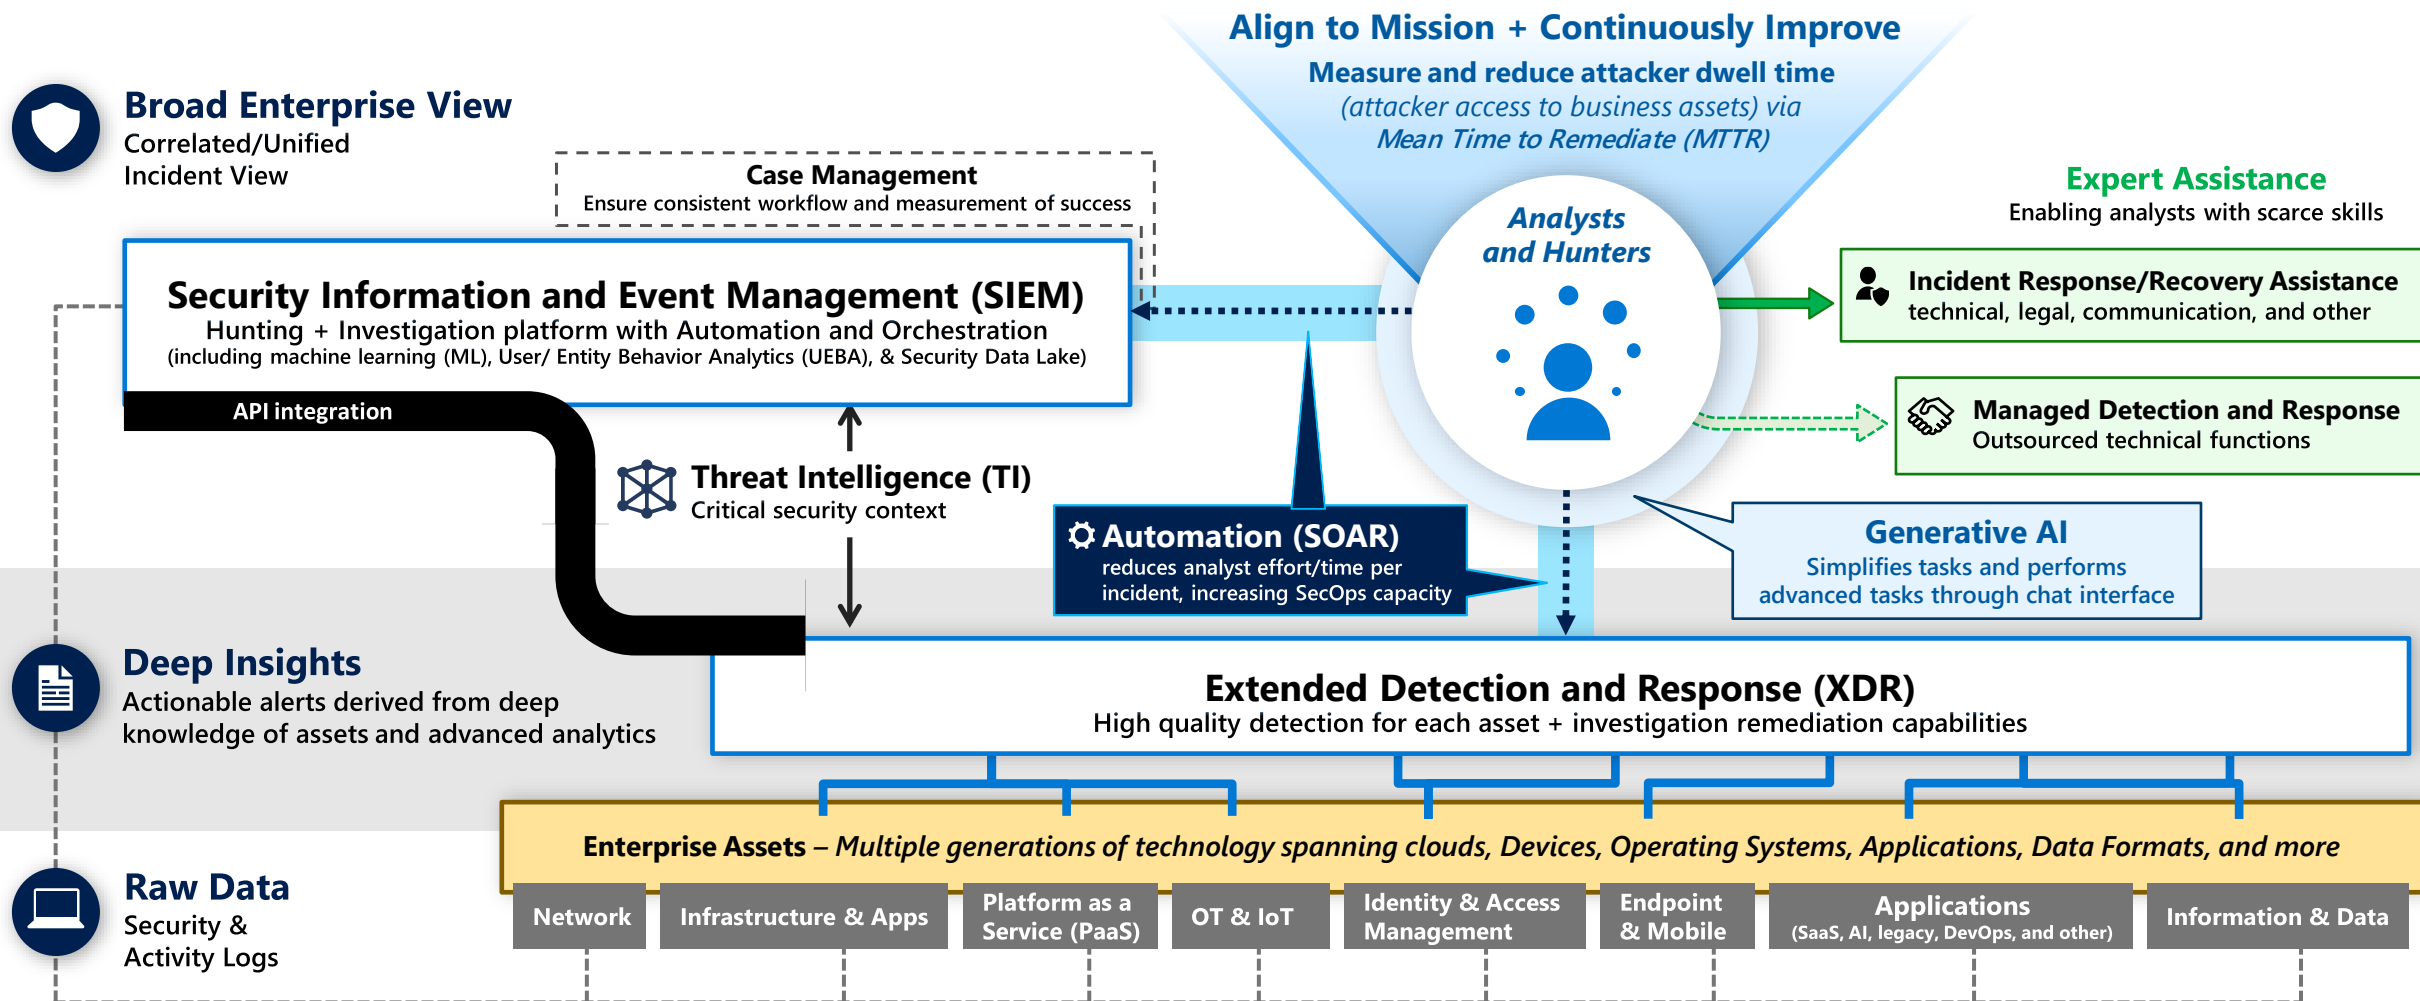 Align to Mission + Continuously Improve
Measure and reduce attacker dwell time
(attacker access to business assets) via
Mean Time to Remediate (MTTR)
Broad Enterprise View
Correlated/Unified
Incident View
Case Management
Ensure consistent workflow and measurement of success
Analysts
and Hunters
Expert Assistance
Enabling analysts with scarce skills
Security Information and Event Management (SIEM)
Hunting + Investigation platform with Automation and Orchestration
(including machine learning (ML), User/ Entity Behavior Analytics (UEBA), & Security Data Lake)
Incident Response/Recovery Assistance
technical, legal, communication, and other
API integration
Managed Detection and Response
Outsourced technical functions
Threat Intelligence (TI)
Critical security context
Automation (SOAR)
reduces analyst effort/time per
incident, increasing SecOps capacity
Generative AI
Simplifies tasks and performs
advanced tasks through chat interface
Deep Insights
Actionable alerts derived from deep
knowledge of assets and advanced analytics
Extended Detection and Response (XDR)
High quality detection for each asset + investigation remediation capabilities
Enterprise Assets – Multiple generations of technology spanning clouds, Devices, Operating Systems, Applications, Data Formats, and more
Raw Data
Security &
Activity Logs
Network
Infrastructure & Apps
Platform as a
Service (PaaS)
OT & IoT
Identity & Access
Management
Endpoint
& Mobile
Applications
(SaaS, AI, legacy, DevOps, and other)
Information & Data